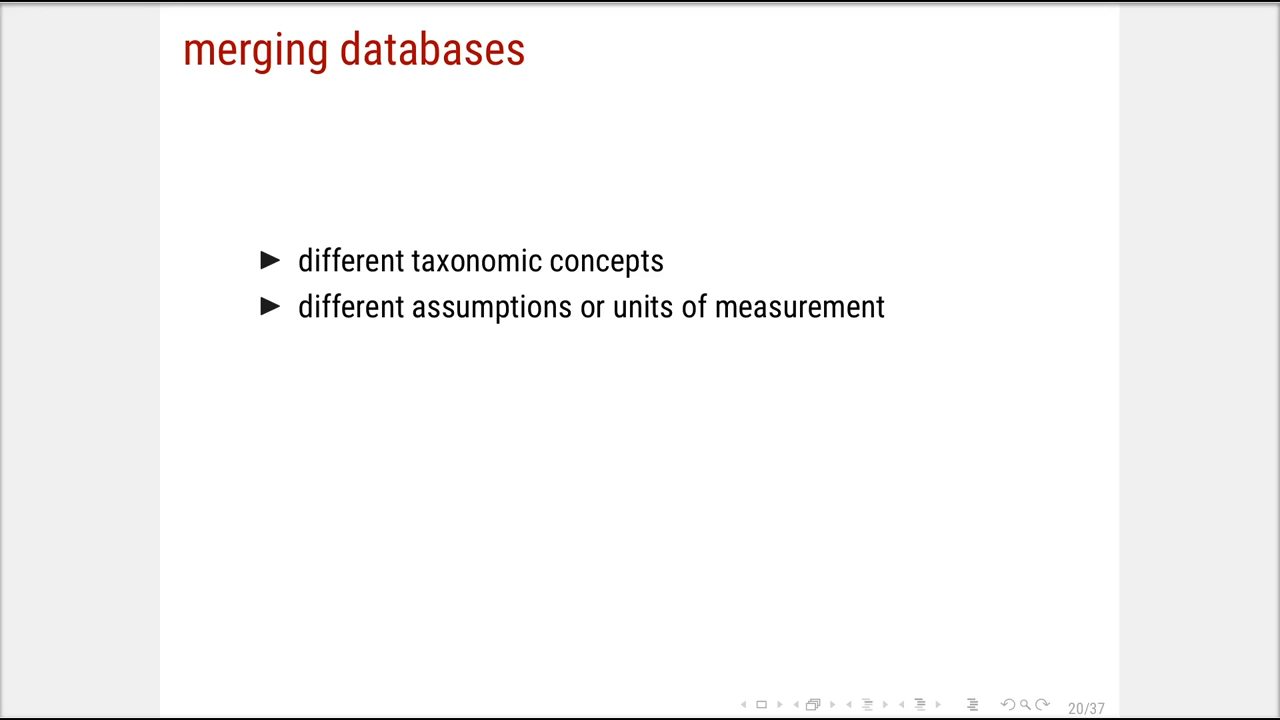 merging databases
different taxonomic concepts
different assumptions or units of measurement
20/37